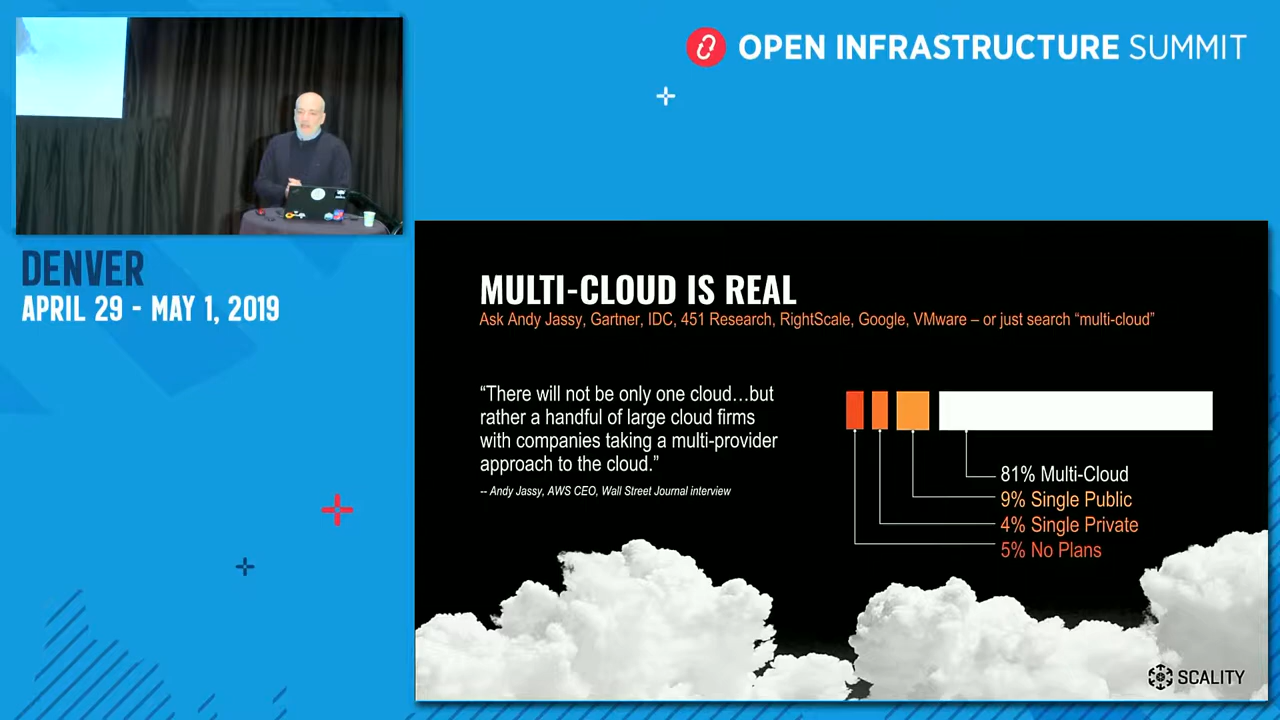 OPEN INFRASTRUCTURE SUMMIT
DENVER
APRIL 29 - MAY 1, 2019
MULTI-CLOUD IS REAL
Ask Andy Jassy, Gartner, IDC, 451 Research, RightScale, Google, VMware – or just search “multi-cloud”
“There will not be only one cloud…but
rather a handful of large cloud firms
with companies taking a multi-provider
approach to the cloud.”
-- Andy Jassy, AWS CEO, Wall Street Journal interview
81% Multi-Cloud
9% Single Public
4% Single Private
5% No Plans
SCALITY